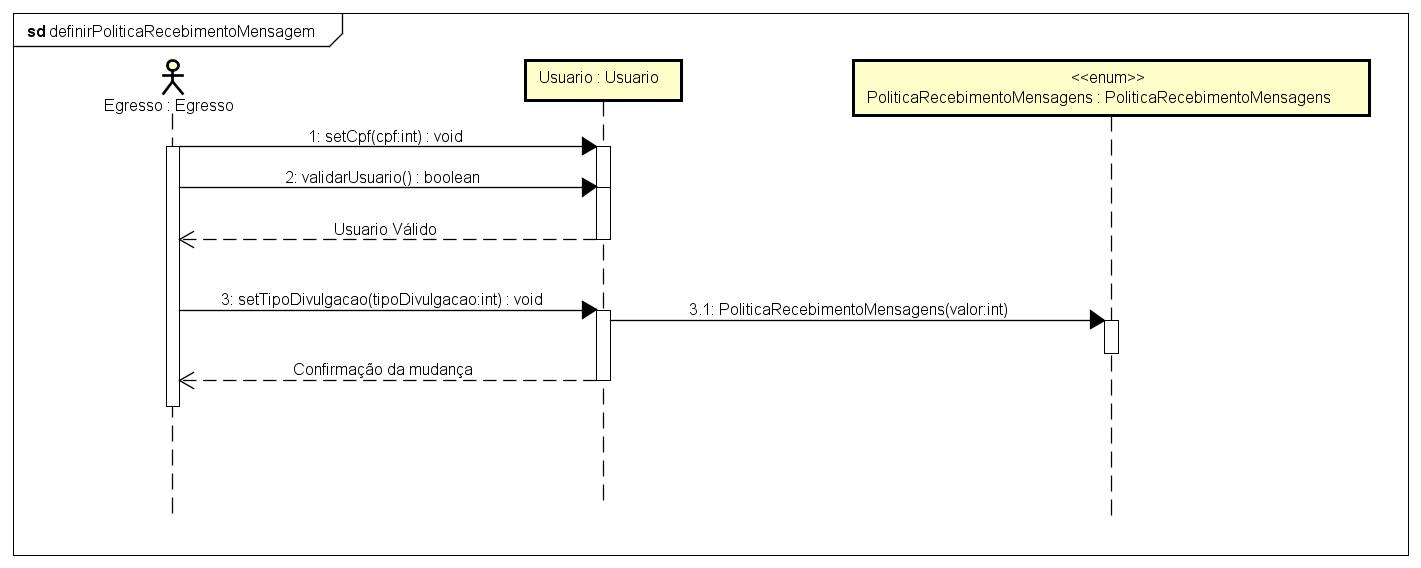 sd definirPoliticaRecebimentoMensagem
Egresso : Egresso
Usuario : Usuario
<<enum>>
PoliticaRecebimentoMensagens : PoliticaRecebimentoMensagens
1: setCpf(cpf:int) : void
2: validarUsuario() : boolean
Usuario Válido
3: setTipoDivulgacao(tipoDivulgacao:int) : void
3.1: PoliticaRecebimentoMensagens(valor:int)
Confirmação da mudança